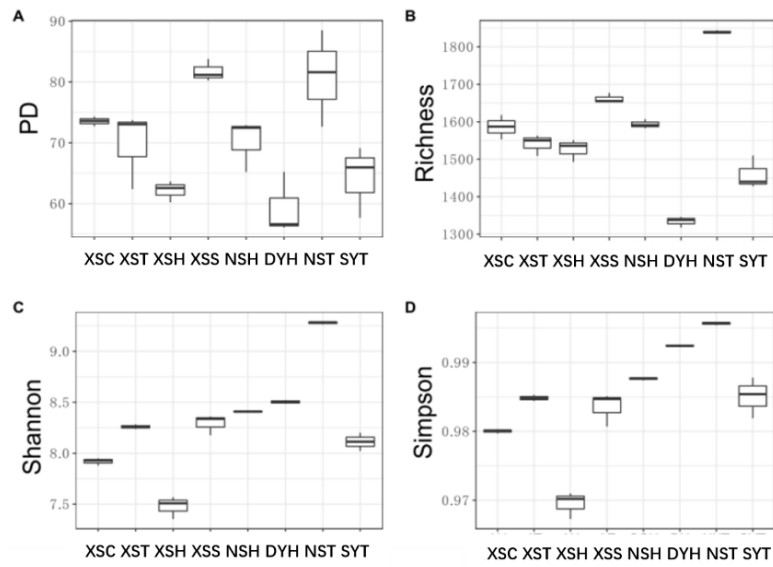 A
PD
90
80
70
60
XSC XST XSH XSS NSH DYH NST SYT
B
Richness
1800
1700
1600
1500
1400
1300
XSC XST XSH XSS NSH DYH NST SYT
C
Shannon
9.0
8.5
8.0
7.5
XSC XST XSH XSS NSH DYH NST SYT
D
Simpson
0.99
0.98
0.97
XSC XST XSH XSS NSH DYH NST SYT